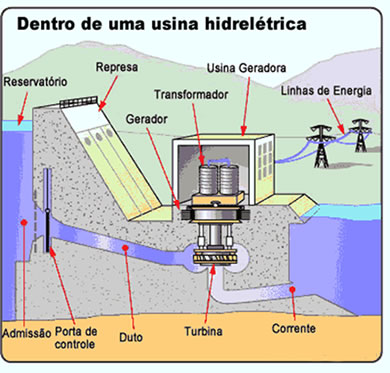 Dentro de uma usina hidrelétrica
Represa
Usina Geradora
Reservatório
Transformador
Linhas de Energia
Gerador
Admissão
Porta de
controle
Duto
Turbina
Corrente